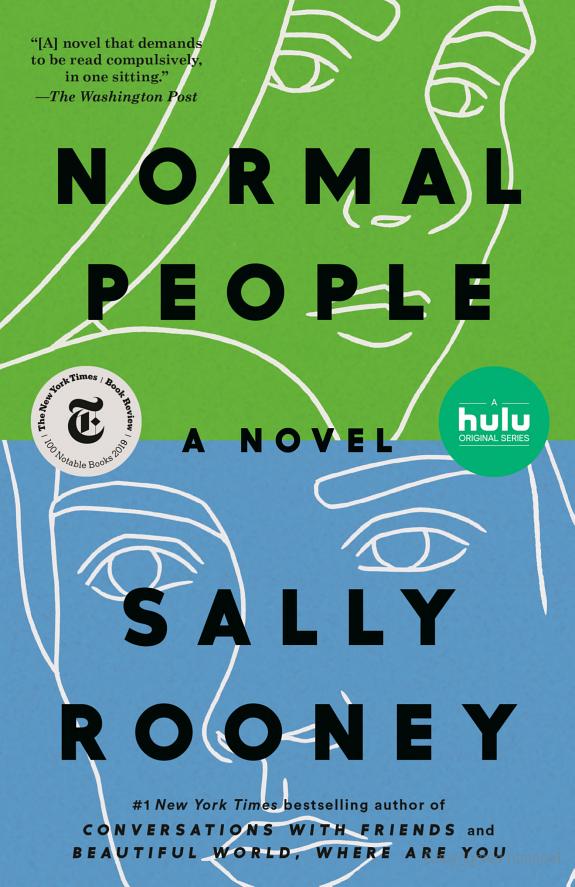 “[A] novel that demands
to be read compulsively,
in one sitting.”
—The Washington Post
NORMAL
PEOPLE
The New York Times | Book Review
T
100 Notable Books 2019
A
hulu
ORIGINAL SERIES
A NOVEL
SALLY
ROONEY
#1 New York Times bestselling author of
CONVERSATIONS WITH FRIENDS and
BEAUTIFUL WORLD, WHERE ARE YOU